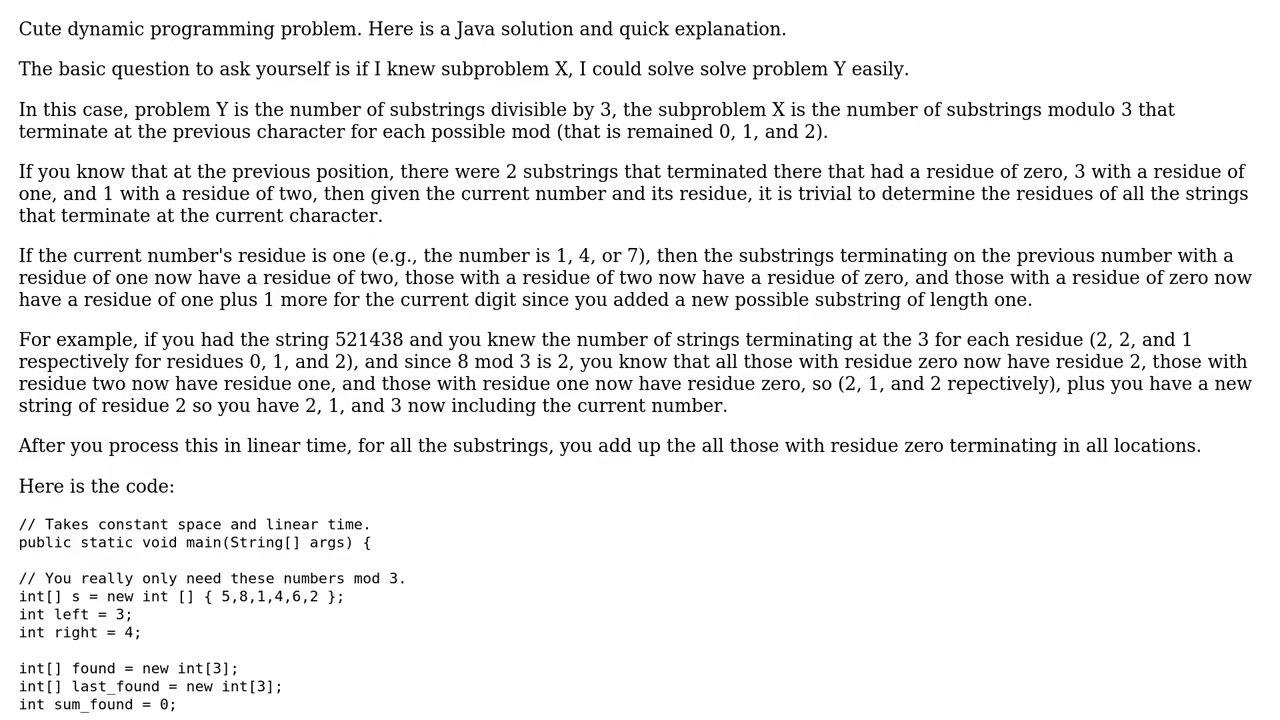 Cute dynamic programming problem. Here is a Java solution and quick explanation.
The basic question to ask yourself is if I knew subproblem X, I could solve solve problem Y easily.
In this case, problem Y is the number of substrings divisible by 3, the subproblem X is the number of substrings modulo 3 that
terminate at the previous character for each possible mod (that is remained 0, 1, and 2).
If you know that at the previous position, there were 2 substrings that terminated there that had a residue of zero, 3 with a residue of
one, and 1 with a residue of two, then given the current number and its residue, it is trivial to determine the residues of all the strings
that terminate at the current character.
If the current number's residue is one (e.g., the number is 1, 4, or 7), then the substrings terminating on the previous number with a
residue of one now have a residue of two, those with a residue of two now have a residue of zero, and those with a residue of zero now
have a residue of one plus 1 more for the current digit since you added a new possible substring of length one.
For example, if you had the string 521438 and you knew the number of strings terminating at the 3 for each residue (2, 2, and 1
respectively for residues 0, 1, and 2), and since 8 mod 3 is 2, you know that all those with residue zero now have residue 2, those with
residue two now have residue one, and those with residue one now have residue zero, so (2, 1, and 2 repectively), plus you have a new
string of residue 2 so you have 2, 1, and 3 now including the current number.
After you process this in linear time, for all the substrings, you add up the all those with residue zero terminating in all locations.
Here is the code:
// Takes constant space and linear time.
public static void main(String[] args) {
// You really only need these numbers mod 3.
int[] s = new int [] { 5,8,1,4,6,2 };
int left = 3;
int right = 4;
int[] found = new int[3];
int[] last_found = new int[3];
int sum_found = 0;